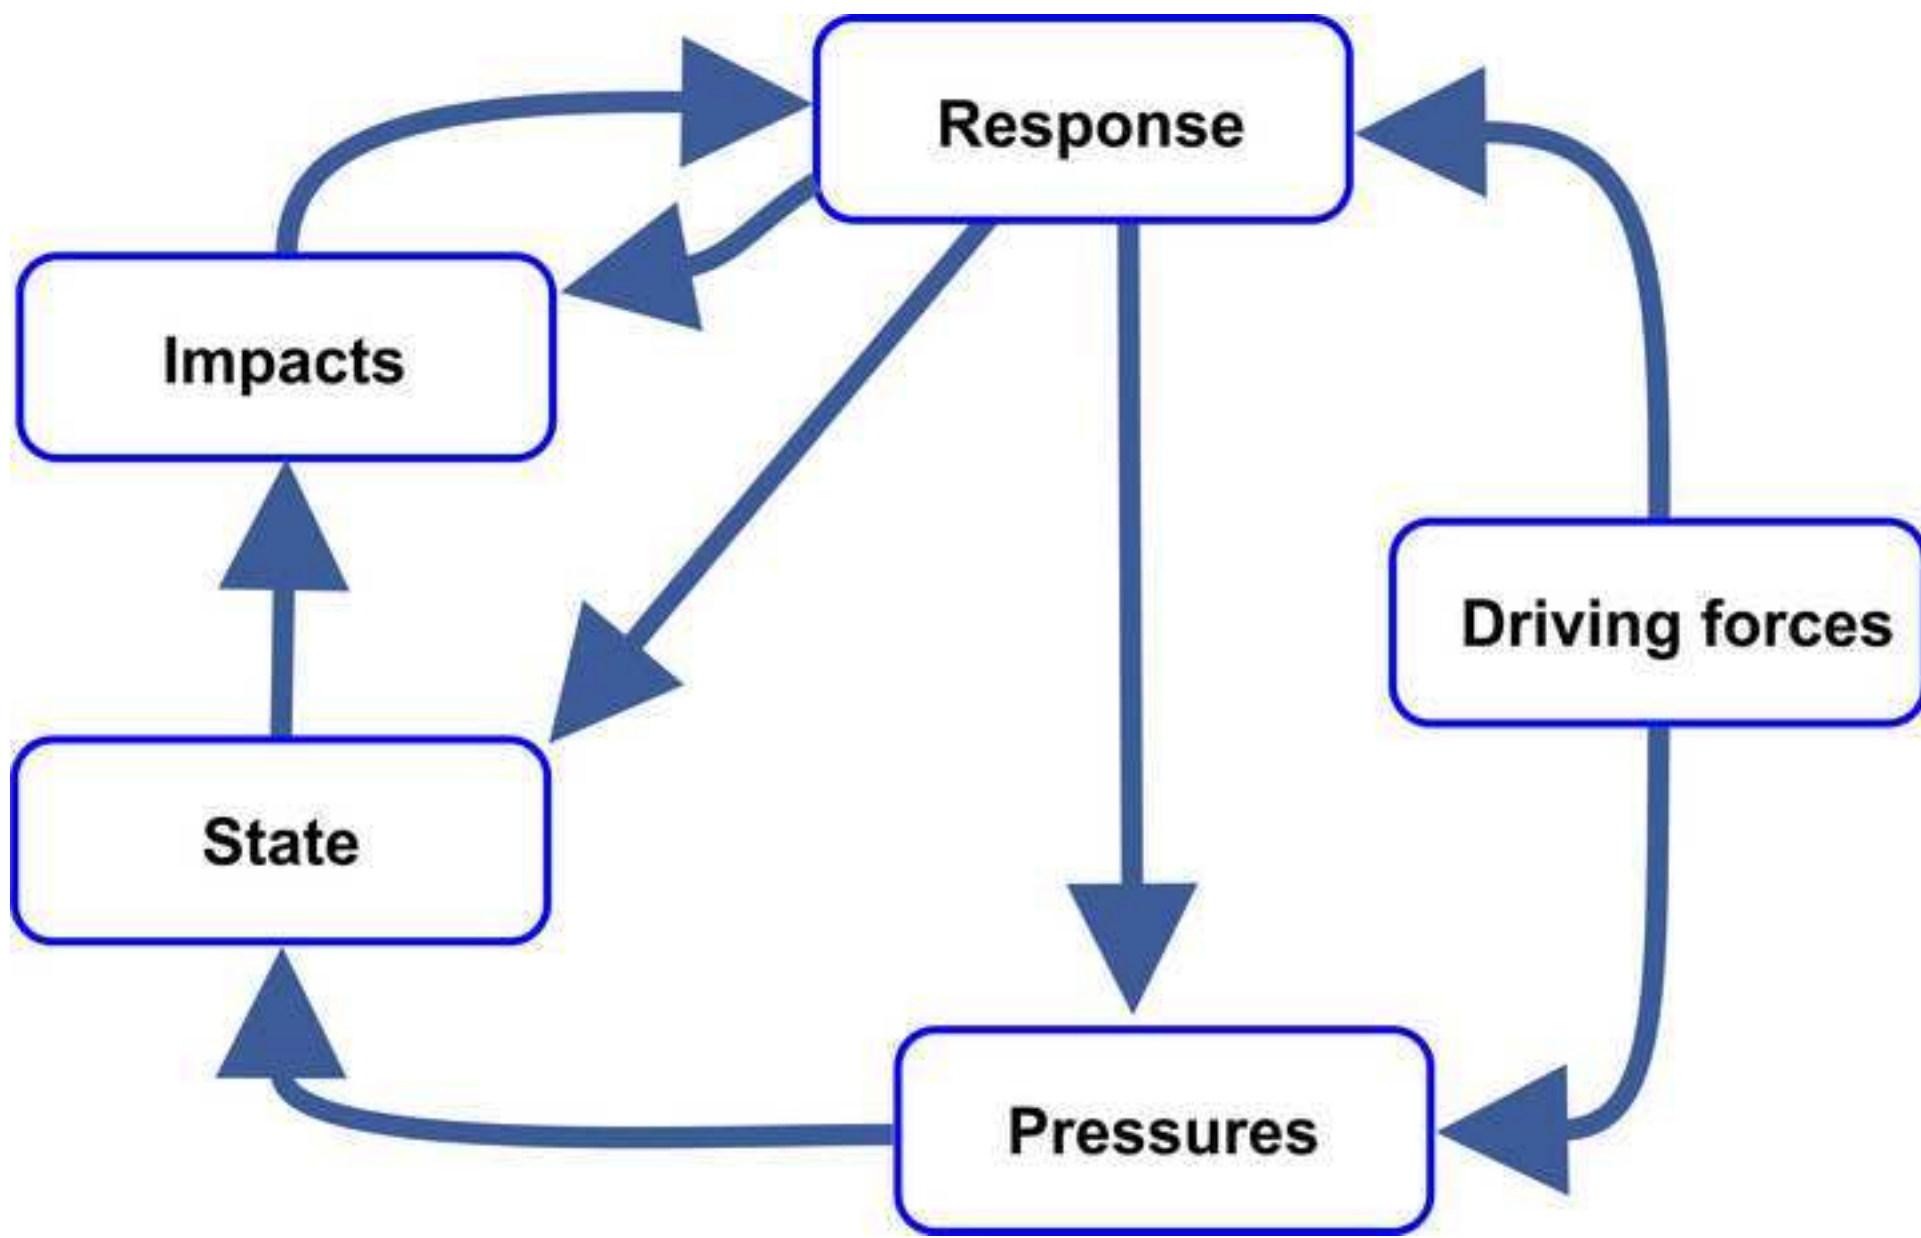 Response
Impacts
Driving forces
State
Pressures